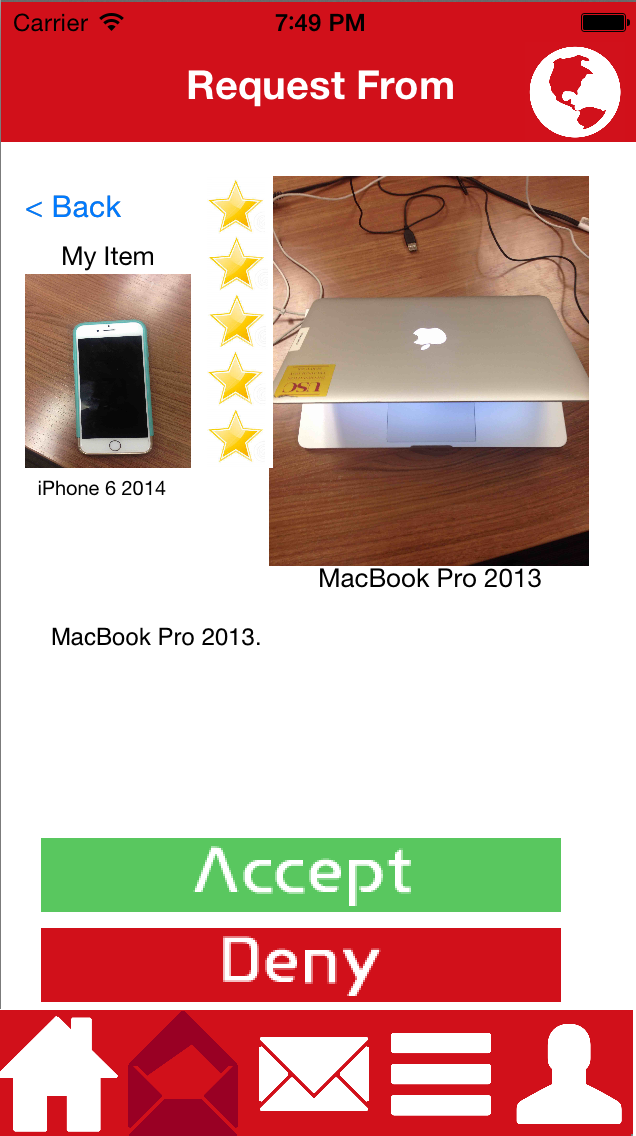 Carrier 7:49 PM
Request From
< Back
My Item
iPhone 6 2014
USC
MacBook Pro 2013
MacBook Pro 2013.
Accept
Deny